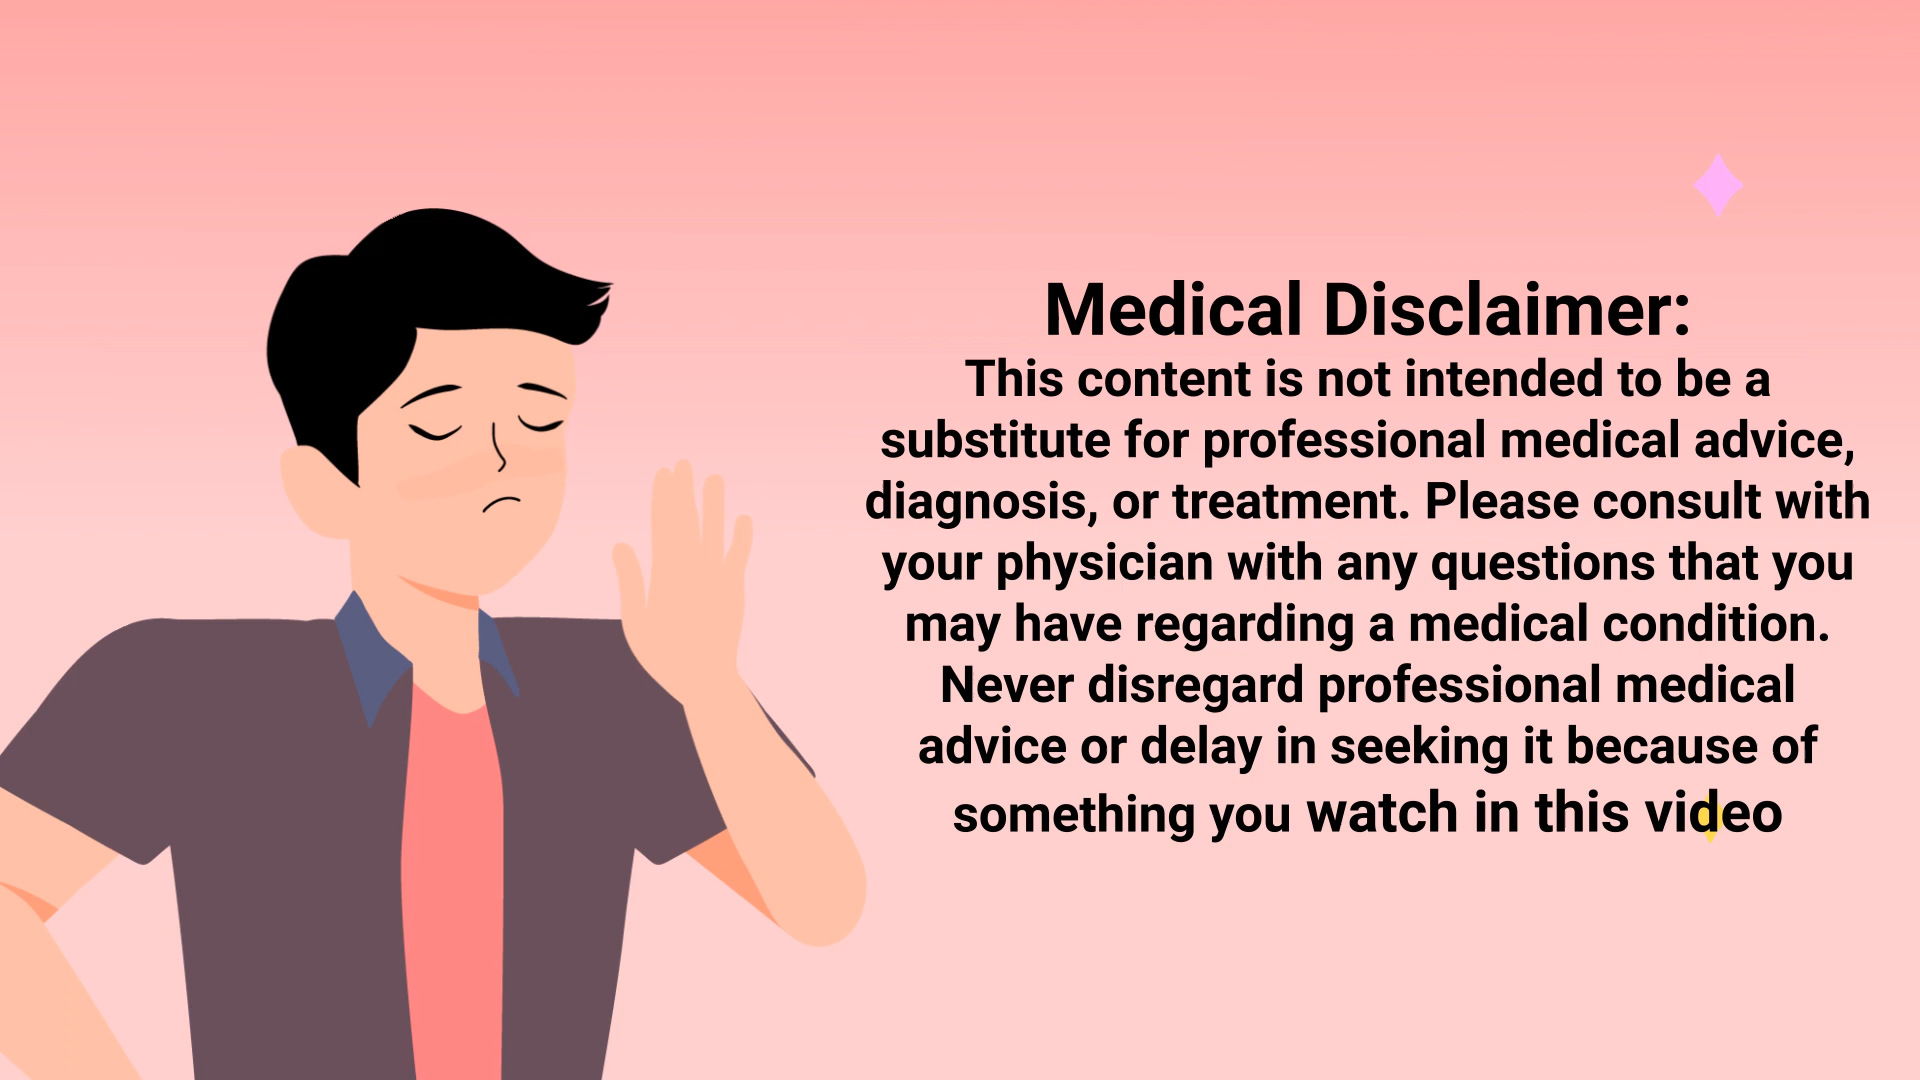 Medical Disclaimer:
This content is not intended to be a
substitute for professional medical advice,
diagnosis, or treatment. Please consult with
your physician with any questions that you
may have regarding a medical condition.
Never disregard professional medical
advice or delay in seeking it because of
something you watch in this video